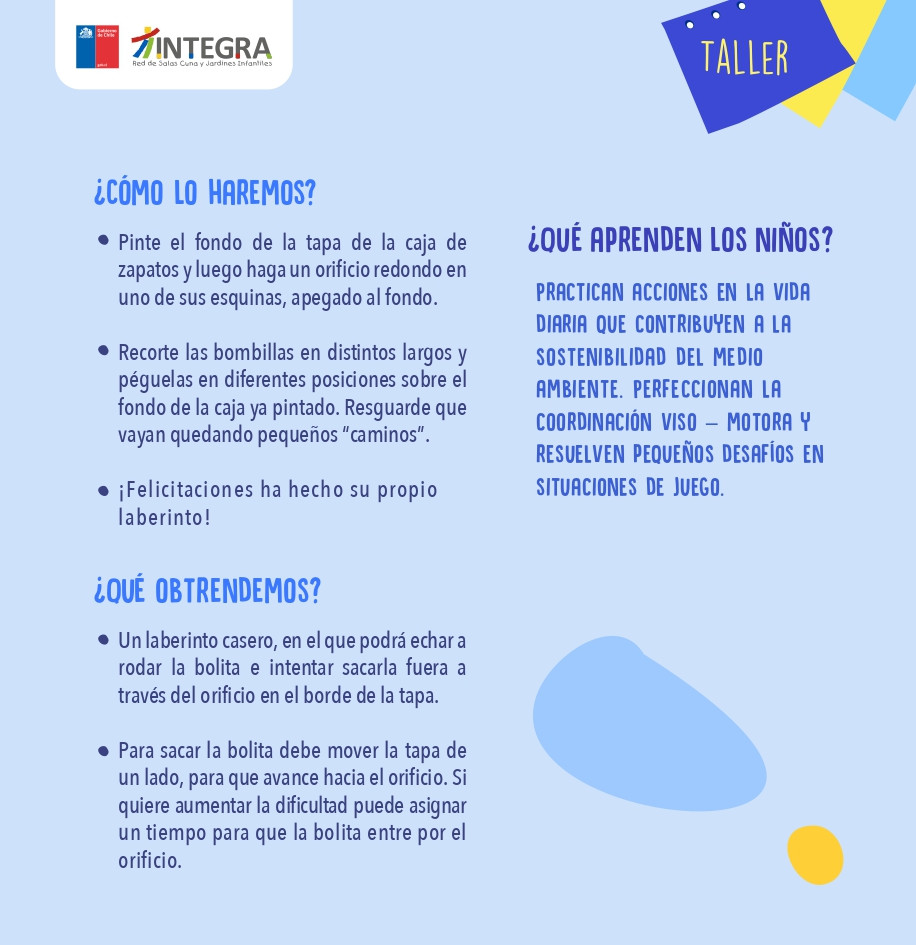 Gobierno
de Chile
gob.cl
INTEGRA
Red de Salas Cuna y Jardines Infantiles
TALLER
¿CÓMO LO HAREMOS?
Pinte el fondo de la tapa de la caja de
zapatos y luego haga un orificio redondo en
uno de sus esquinas, apegado al fondo.
Recorte las bombillas en distintos largos y
péguelas en diferentes posiciones sobre el
fondo de la caja ya pintado. Resguarde que
vayan quedando pequeños “caminos”.
¡Felicitaciones ha hecho su propio
laberinto!
¿QUÉ OBTRENDEMOS?
Un laberinto casero, en el que podrá echar a
rodar la bolita e intentar sacarla fuera a
través del orificio en el borde de la tapa.
Para sacar la bolita debe mover la tapa de
un lado, para que avance hacia el orificio. Si
quiere aumentar la dificultad puede asignar
un tiempo para que la bolita entre por el
orificio.
¿QUÉ APRENDEN LOS NIÑOS?
PRACTICAN ACCIONES EN LA VIDA
DIARIA QUE CONTRIBUYEN A LA
SOSTENIBILIDAD DEL MEDIO
AMBIENTE. PERFECCIONAN LA
COORDINACIÓN VISO – MOTORA Y
RESUELVEN PEQUEÑOS DESAFÍOS EN
SITUACIONES DE JUEGO.